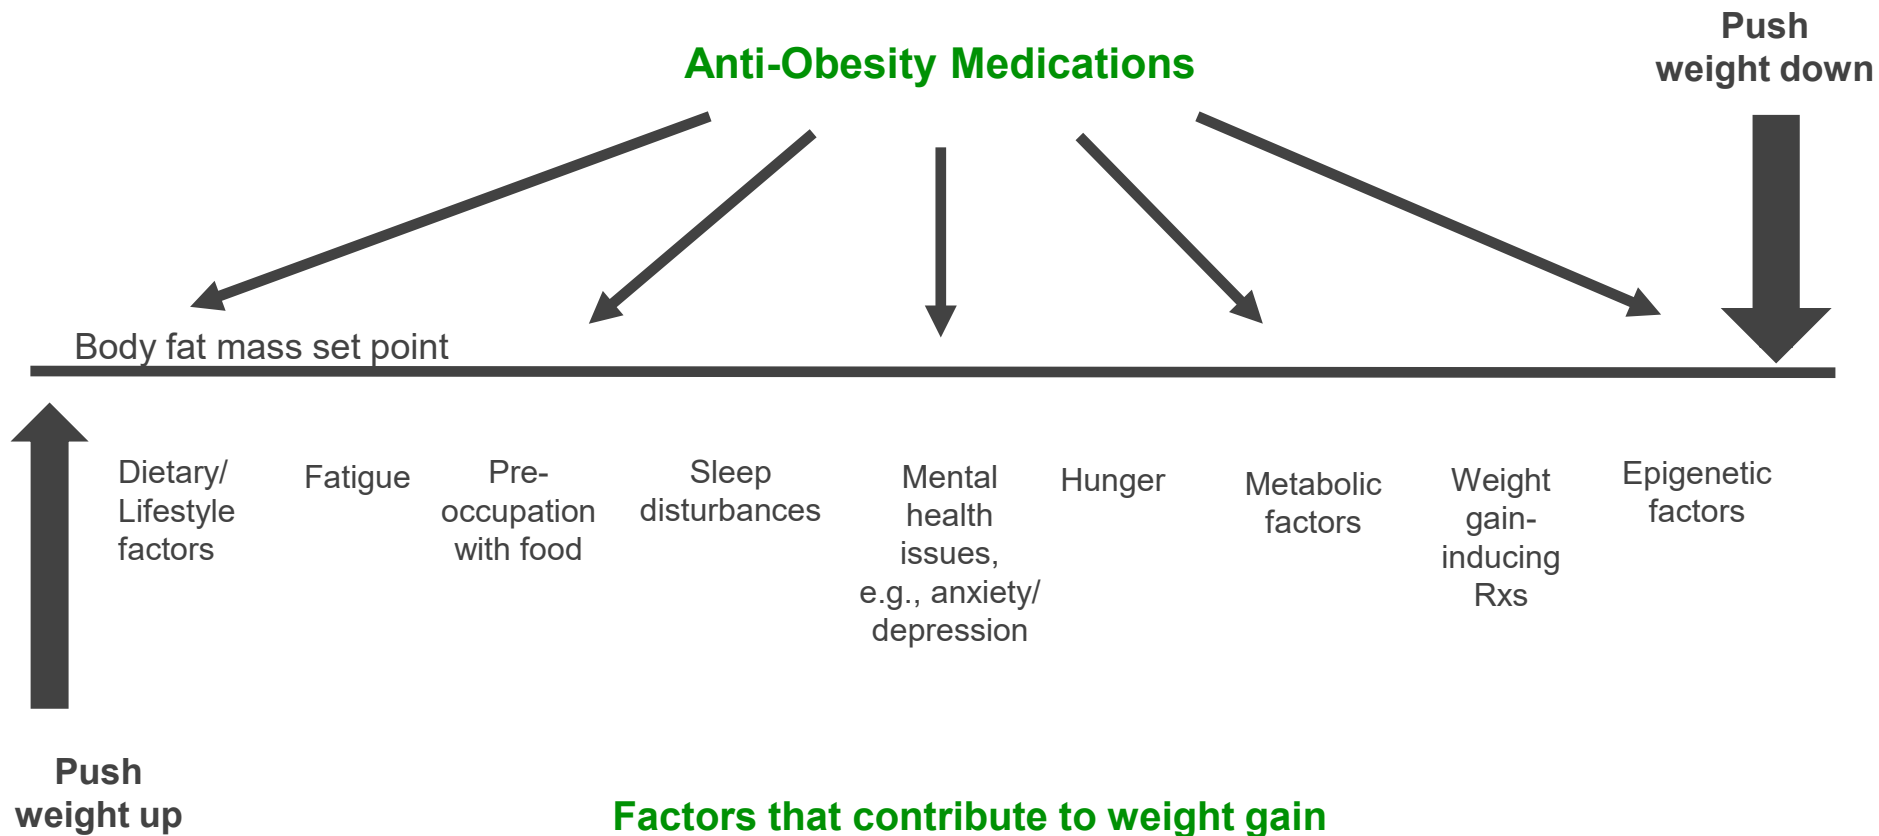 Push
weight down
Anti-Obesity Medications
Body fat mass set point
Dietary/
Lifestyle
factors
Fatigue
Pre-
occupation
with food
Sleep
disturbances
Mental
health
issues,
e.g., anxiety/
depression
Hunger
Metabolic
factors
Weight
gain-
inducing
Rxs
Epigenetic
factors
Push
weight up
Factors that contribute to weight gain